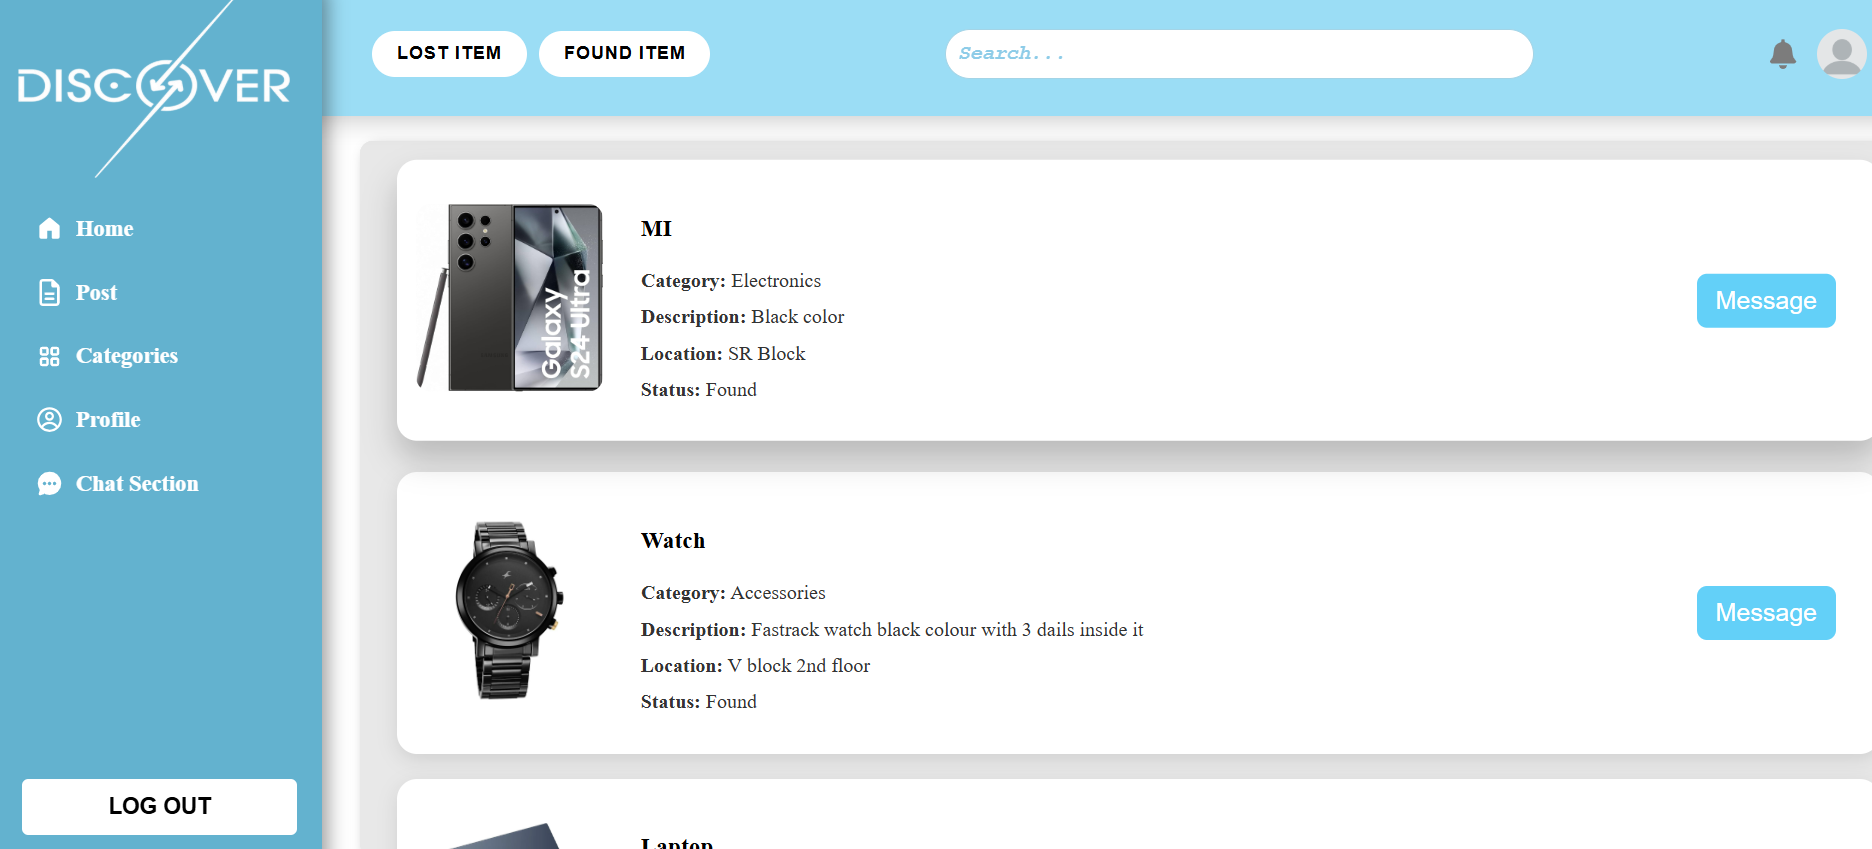 DISCOVER
LOST ITEM
FOUND ITEM
Search...
Home
Post
Categories
Profile
Chat Section
LOG OUT
Galaxy
S24 Ultra
MI
Category: Electronics
Description: Black color
Location: SR Block
Status: Found
Message
Watch
Category: Accessories
Description: Fastrack watch black colour with 3 dails inside it
Location: V block 2nd floor
Status: Found
Message
Laptop